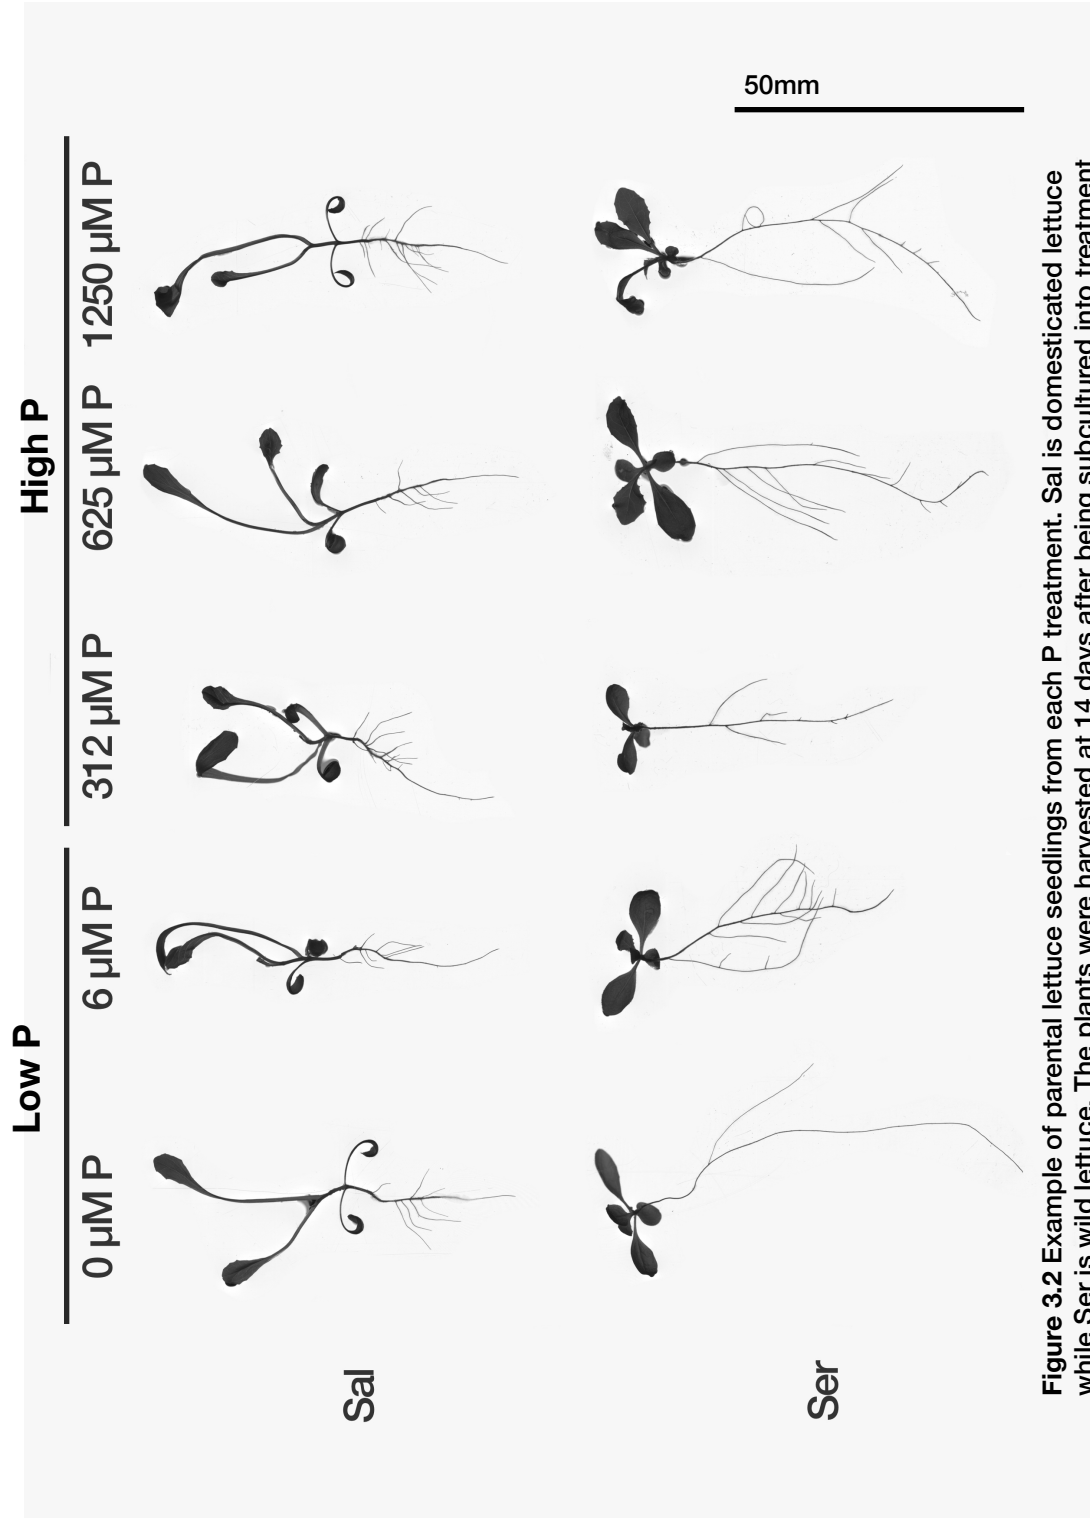 Low P High P
0 µM P 6 µM P 312 µM P 625 µM P 1250 µM P
Sal
Ser
50mm
Figure 3.2 Example of parental lettuce seedlings from each P treatment. Sal is domesticated lettuce
while Ser is wild lettuce. The plants were harvested at 14 days after being subcultured into treatment